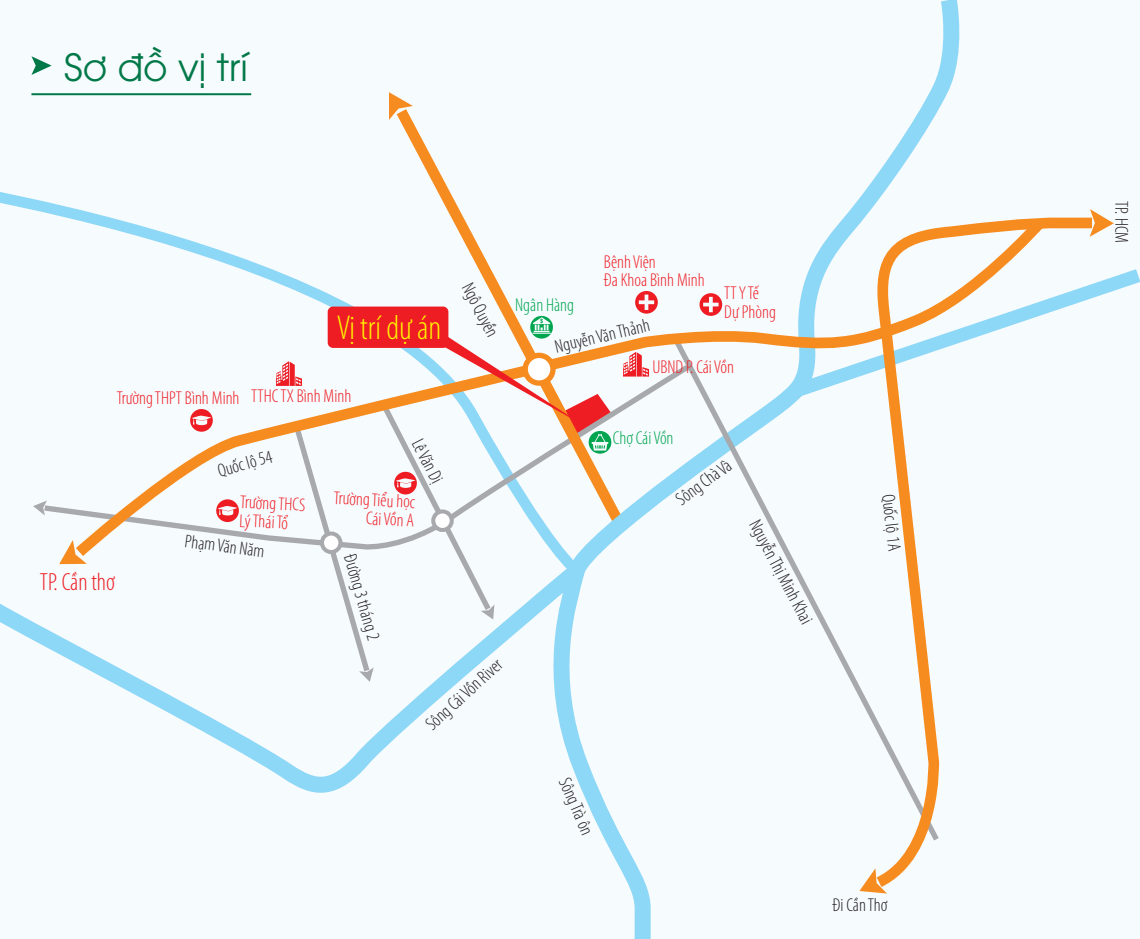 Sơ đồ vị trí
TP. HCM
Bệnh Viện
Đa Khoa Bình Minh
TT Y Tế
Dự Phòng
Ngô Quyền
Ngân Hàng
Vị trí dự án
Nguyễn Văn Thảnh
UBND P. Cái Vồn
Trường THPT Bình Minh
TTHC TX Bình Minh
Chợ Cái Vồn
Quốc lộ 54
Lê Văn Dị
Sông Chà Và
Trường THCS
Lý Thái Tổ
Trường Tiểu học
Cái Vồn A
Quốc lộ 1A
Phạm Văn Năm
TP. Cần thơ
Đường 3 tháng 2
Nguyễn Thị Minh Khai
Sông Cái Vồn River
Sông Trà ôn
Đi Cần Thơ